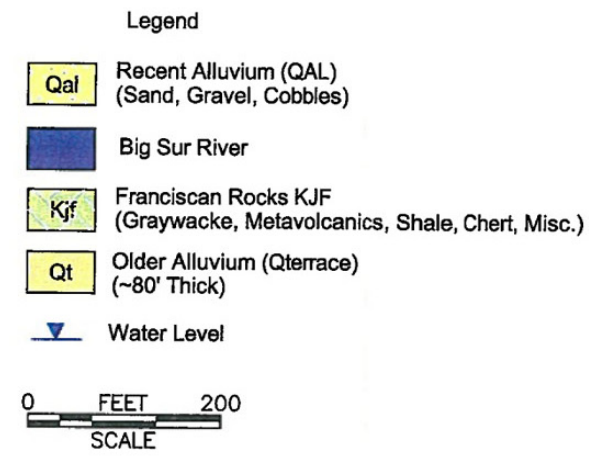 Legend
Qal
Recent Alluvium (QAL)
(Sand, Gravel, Cobbles)
Big Sur River
Kjf
Franciscan Rocks KJF
(Graywacke, Metavolcanics, Shale, Chert, Misc.)
Qt
Older Alluvium (Qterrace)
(~80' Thick)
Water Level
0 FEET 200
SCALE